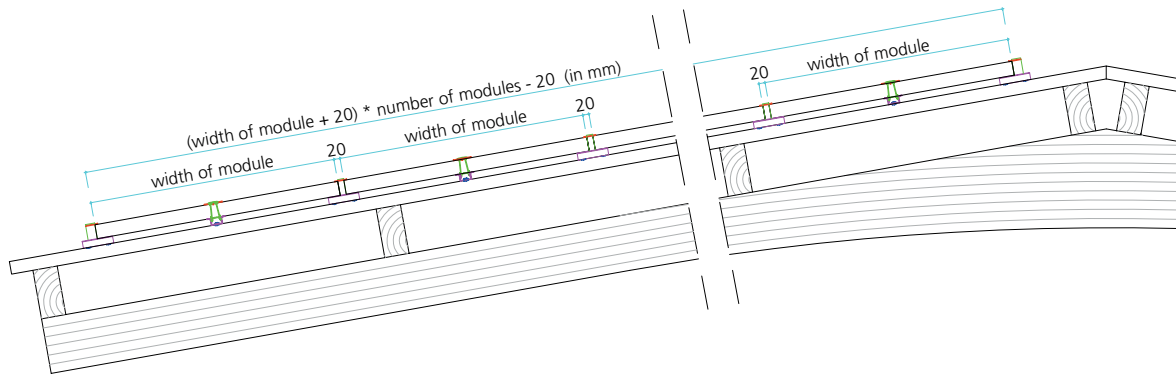 (width of module + 20) * number of modules - 20 (in mm)
width of module
20
width of module
20
20
width of module